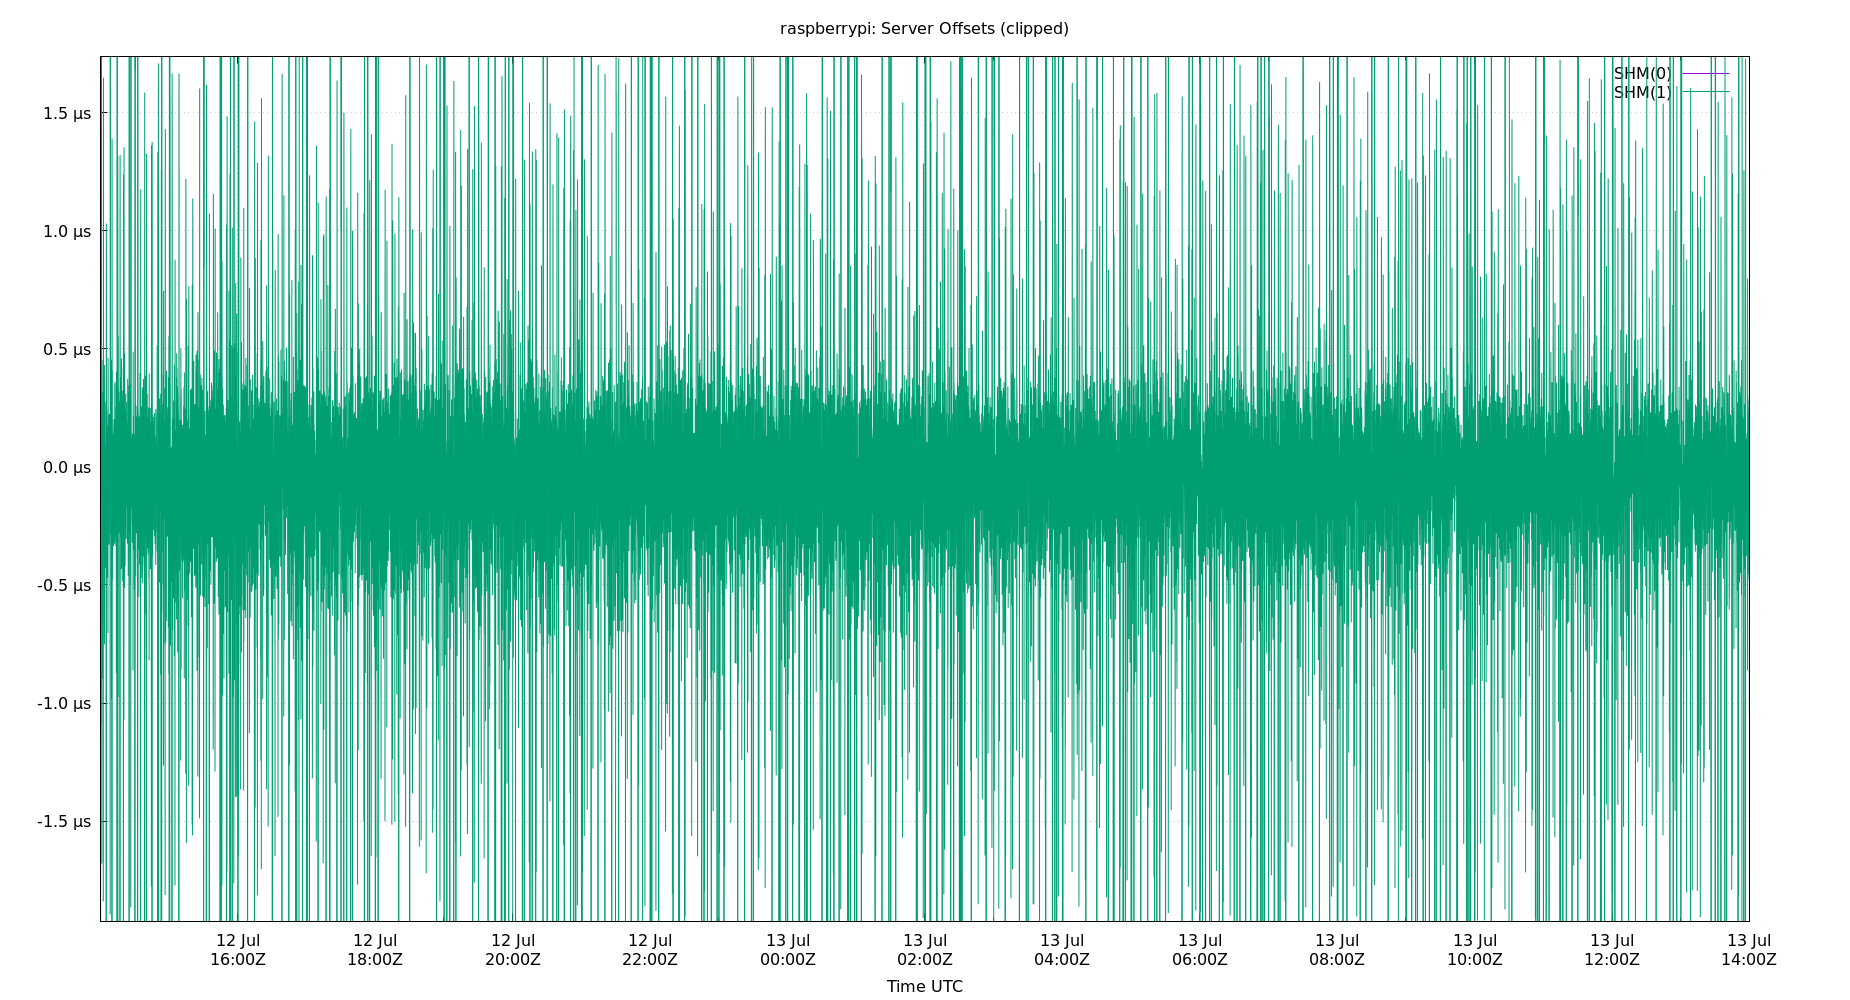 raspberrypi: Server Offsets (clipped)
SHM(0)
SHM(1)
1.5 µs
1.0 µs
0.5 µs
0.0 µs
-0.5 µs
-1.0 µs
-1.5 µs
12 Jul 12 Jul 12 Jul 12 Jul 13 Jul 13 Jul 13 Jul 13 Jul 13 Jul 13 Jul 13 Jul 13 Jul
16:00Z 18:00Z 20:00Z 22:00Z 00:00Z 02:00Z 04:00Z 06:00Z 08:00Z 10:00Z 12:00Z 14:00Z
Time UTC